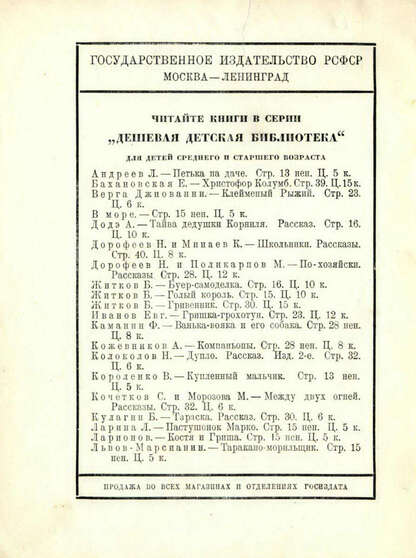 ГОСУДАРСТВЕННОЕ ИЗДАТЕЛЬСТВО РСФСР
МОСКВА—ЛЕНИНГРАД
ЧИТАЙТЕ КНИГИ В СЕРИИ
„ДЕШЕВАЯ ДЕТСКАЯ БИБЛИОТЕКА“
ДЛЯ ДЕТЕЙ СРЕДНЕГО И СТАРШЕГО ВОЗРАСТА
Андреев Л.—Петька на даче. Стр. 13 нен. Ц. 5 к.
Бахановская Е.—Христофор Колумб. Стр. 39. Ц. 15 к.
Верга Джиованни.—Клейменый Рыжий. Стр. 23.
Ц. 6 к.
В море.—Стр. 15 нен. Ц. 5 к.
Додэ А.—Тайна дедушки Корниля. Рассказ. Стр. 16.
Ц. 10 к.
Дорофеев Н. и Минаев К.—Школьники. Рассказы.
Стр. 40. Ц. 8 к.
Дорофеев Н. и Поликарпов М.—По-хозяйски.
Рассказы. Стр. 28. Ц. 12 к.
Житков Б.—Буер-самоделка. Стр. 16. Ц. 10 к.
Житков Б.—Голый король. Стр. 15. Ц. 10 к.
Житков Б.—Гривенник. Стр. 30. Ц. 15 к.
Иванов Евг.—Гришка-грохотун. Стр. 23. Ц. 12 к.
Каманин Ф.—Ванька-вояка и его собака. Стр. 28 нен.
Ц. 8 к.
Кожевников А.—Компаньоны. Стр. 28 нен. Ц. 8 к.
Колоколов Н.—Дупло. Рассказ. Изд. 2-е. Стр. 32.
Ц. 6 к.
Короленко В.—Купленный мальчик. Стр. 13 нен.
Ц. 5 к.
Кочетков С. и Морозова М.—Между двух огней.
Рассказы. Стр. 32. Ц. 6 к.
Кулагин Б.—Тараска. Рассказ. Стр. 30. Ц. 6 к.
Ларина Л.—Пастушонок Марко. Стр. 15 нен. Ц. 5 к.
Ларионов.—Костя и Гриша. Стр. 15 нен. Ц. 5 к.
Львов-Марсианин.—Таракано-морильщик. Стр. 15
нен. Ц. 5 к.
ПРОДАЖА ВО ВСЕХ МАГАЗИНАХ И ОТДЕЛЕНИЯХ ГОСИЗДАТА